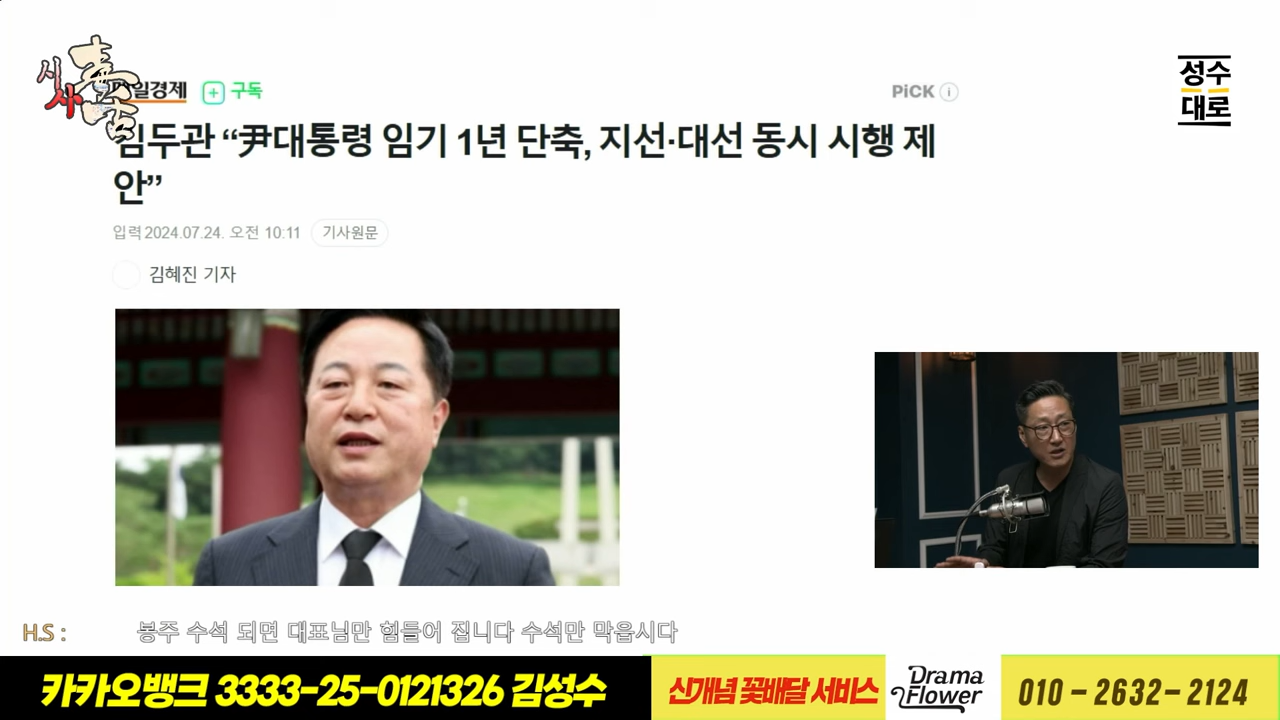 시사
일경제
구독
PiCK
성수
대로
김두관 “尹대통령 임기 1년 단축, 지선·대선 동시 시행 제
안”
입력 2024.07.24. 오전 10:11
기사원문
김혜진 기자
H.S :
봉주 수석 되면 대표님만 힘들어 집니다 수석만 막읍시다
카카오뱅크 3333-25-0121326 김성수
신개념 꽃배달 서비스
Drama
Flower
010 - 2632 - 2124